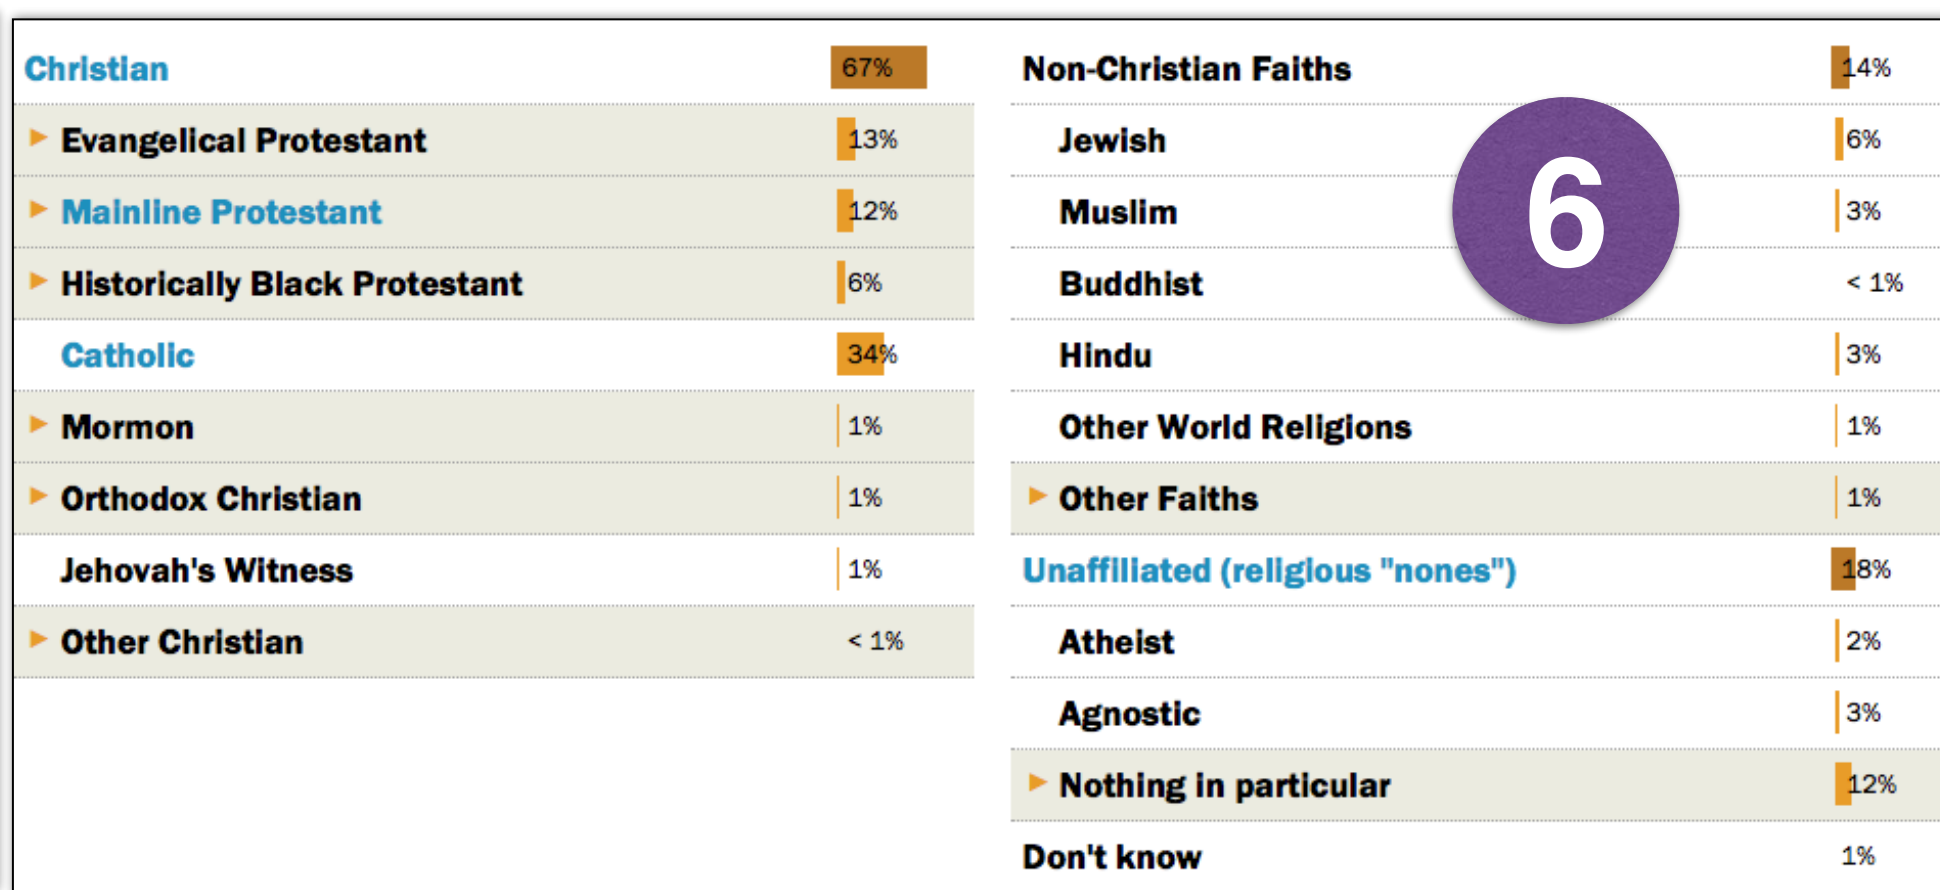 Christian 67%
Evangelical Protestant 13%
Mainline Protestant 12%
Historically Black Protestant 6%
Catholic 34%
Mormon 1%
Orthodox Christian 1%
Jehovah's Witness 1%
Other Christian < 1%
Non-Christian Faiths 14%
Jewish 6%
Muslim 3%
Buddhist < 1%
Hindu 3%
Other World Religions 1%
Other Faiths 1%
Unaffiliated (religious "nones") 18%
Atheist 2%
Agnostic 3%
Nothing in particular 12%
Don't know 1%
6